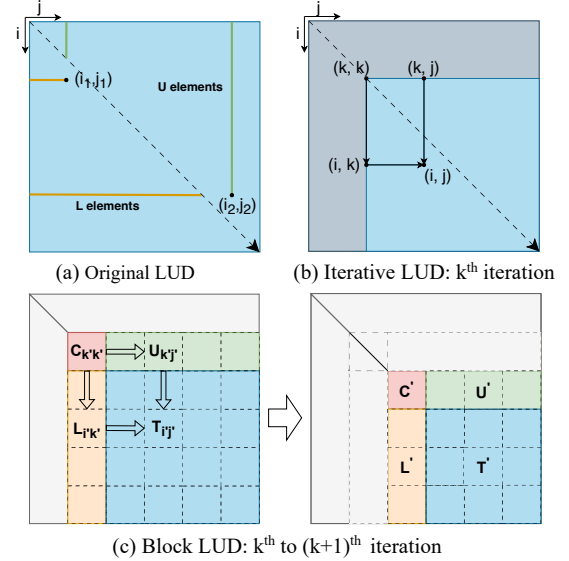 j
i
(i₁,j₁)
U elements
L elements
(i₂,j₂)
(a) Original LUD
j
i
(k, k)
(k, j)
(i, k)
(i, j)
(b) Iterative LUD: kᵗʰ iteration
Cₖ'ₖ'
Uₖ'ⱼ'
Lᵢ'ₖ'
Tᵢ'ⱼ'
C'
U'
L'
T'
(c) Block LUD: kᵗʰ to (k+1)ᵗʰ iteration